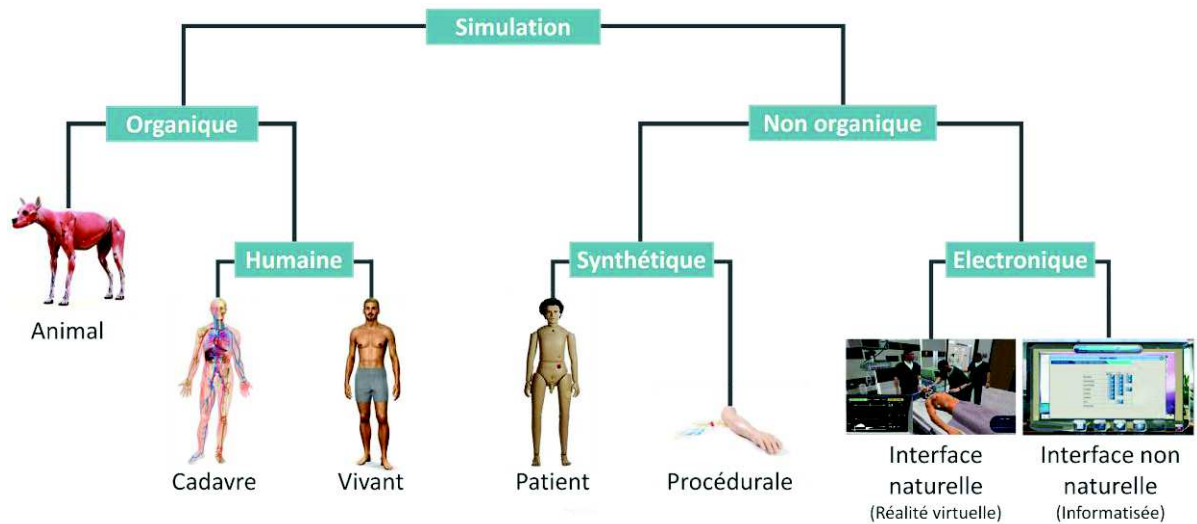 Simulation
Organique
Non organique
Humaine
Synthétique
Electronique
Animal
Cadavre
Vivant
Patient
Procédurale
Interface
naturelle
(Réalité virtuelle)
Interface non
naturelle
(Informatisée)